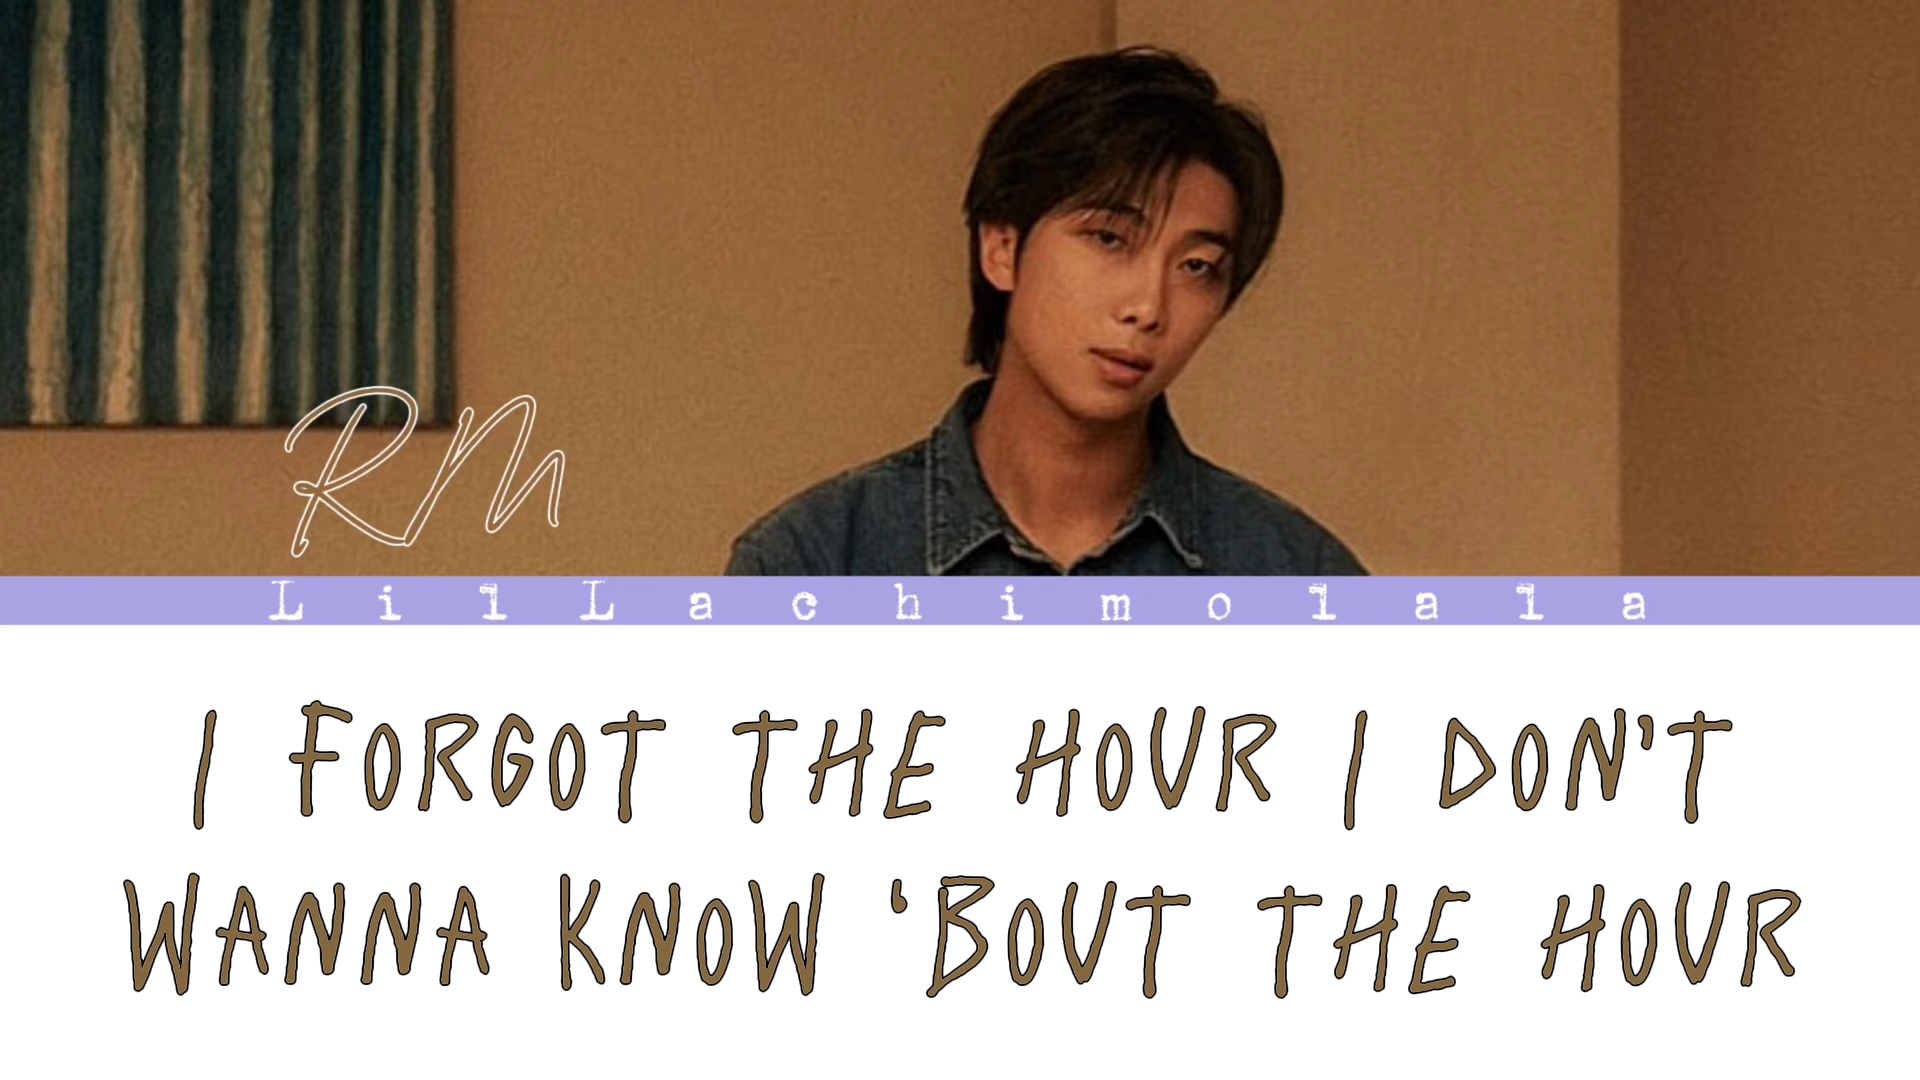 RM
LilLachimolala
I FORGOT THE HOUR I DON'T
WANNA KNOW ‘BOUT THE HOUR